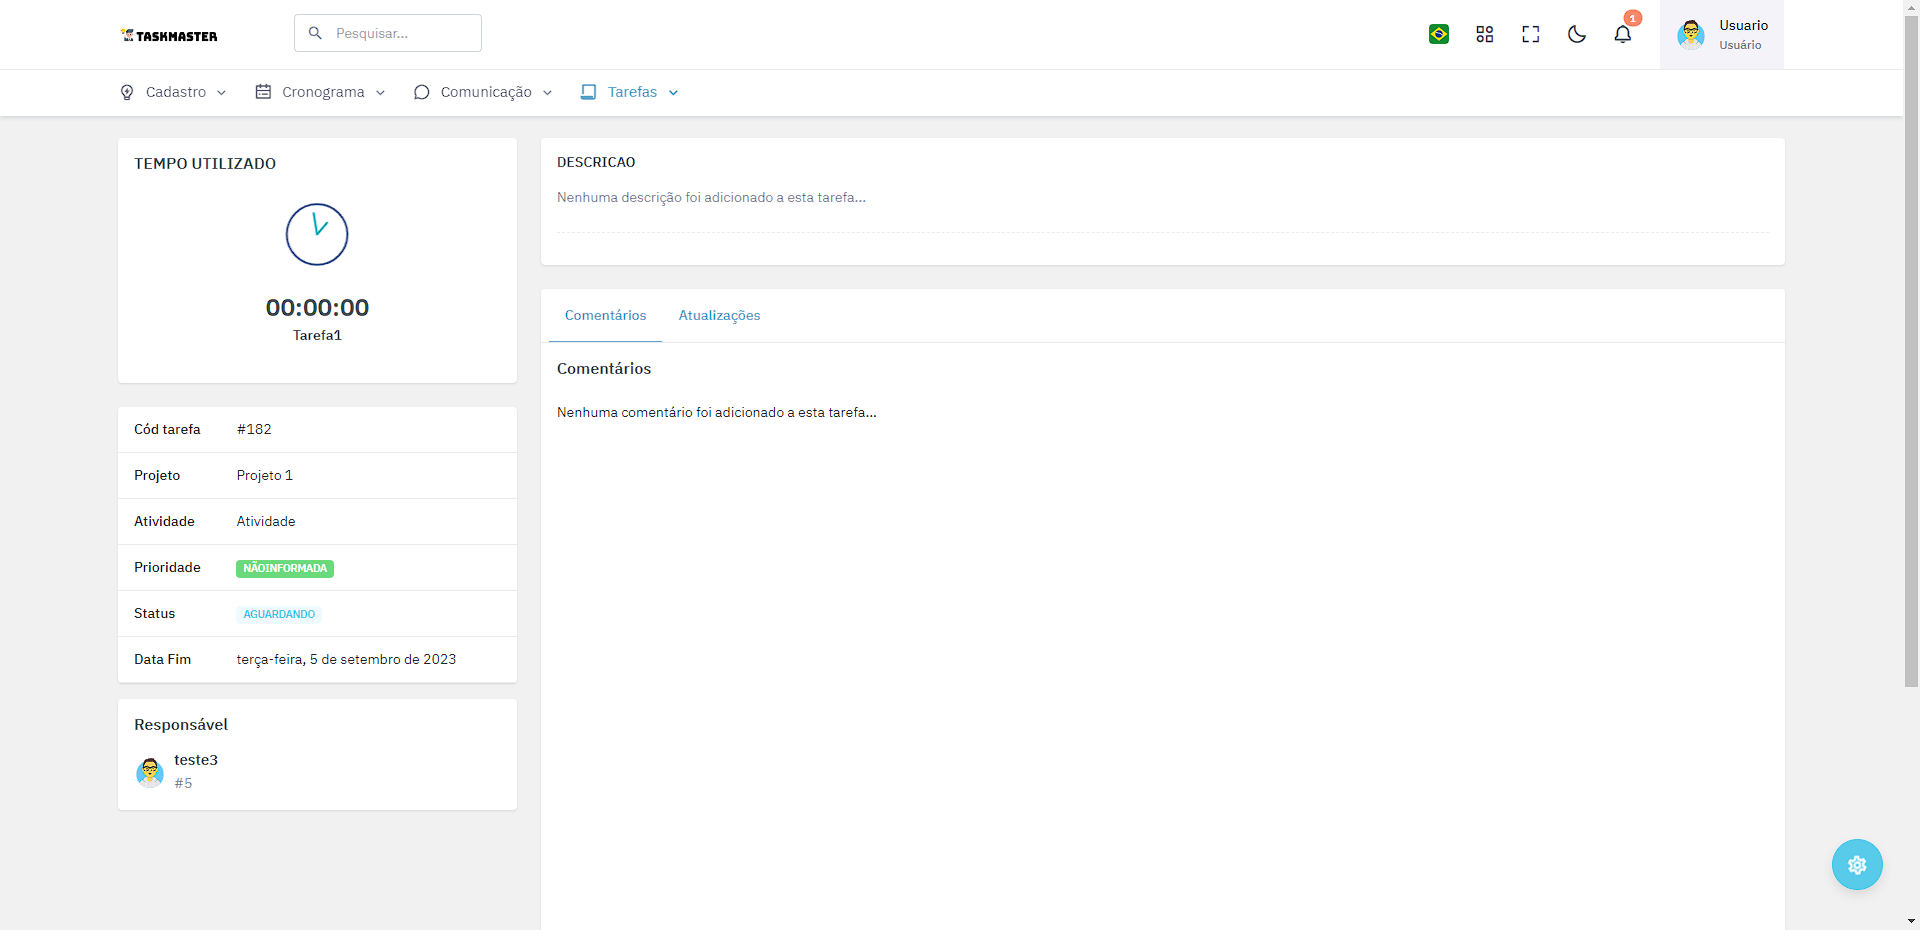 TASKMASTER
Pesquisar...
1
Usuario
Usuário
Cadastro
Cronograma
Comunicação
Tarefas
TEMPO UTILIZADO
00:00:00
Tarefa1
Cód tarefa #182
Projeto Projeto 1
Atividade Atividade
Prioridade NÃOINFORMADA
Status AGUARDANDO
Data Fim terça-feira, 5 de setembro de 2023
Responsável
teste3
#5
DESCRICAO
Nenhuma descrição foi adicionado a esta tarefa...
Comentários Atualizações
Comentários
Nenhuma comentário foi adicionado a esta tarefa...